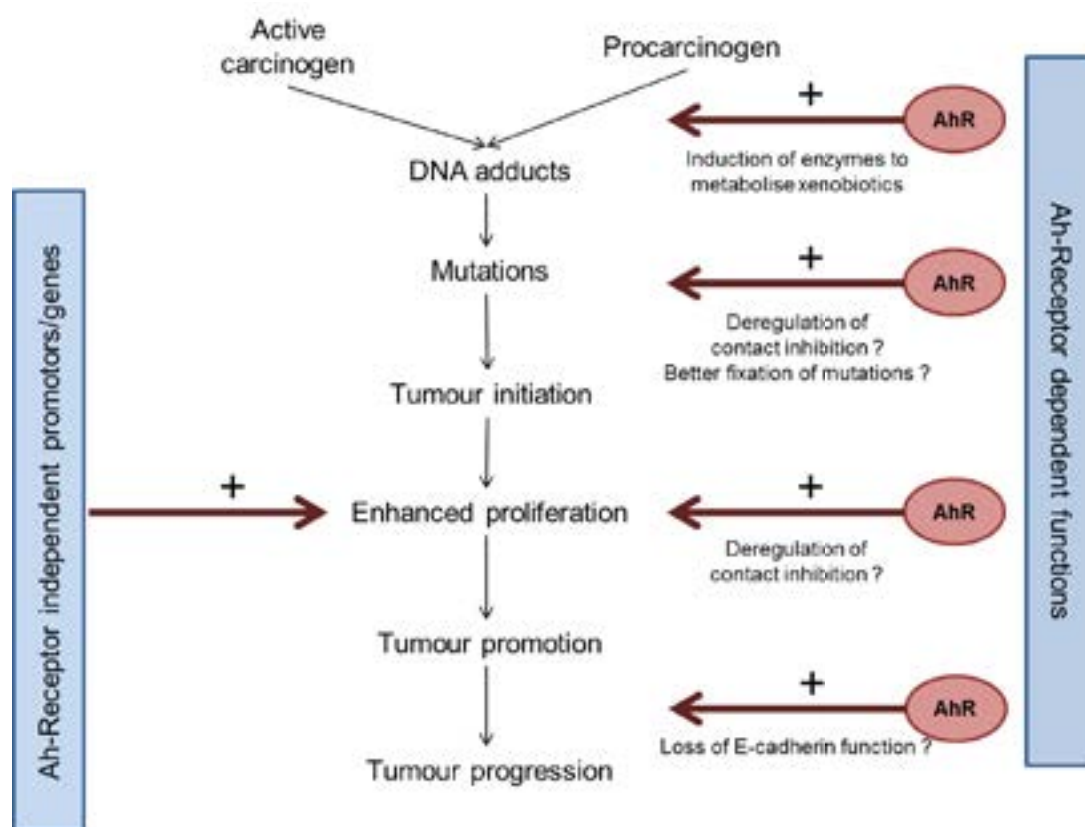 Active
carcinogen
Procarcinogen
+
AhR
Induction of enzymes to
metabolise xenobiotics
DNA adducts
+
AhR
Mutations
Deregulation of
contact inhibition ?
Better fixation of mutations ?
Tumour initiation
+
+
AhR
Enhanced proliferation
Deregulation of
contact inhibition ?
Tumour promotion
+
AhR
Loss of E-cadherin function ?
Tumour progression
Ah-Receptor independent promotors/genes
Ah-Receptor dependent functions